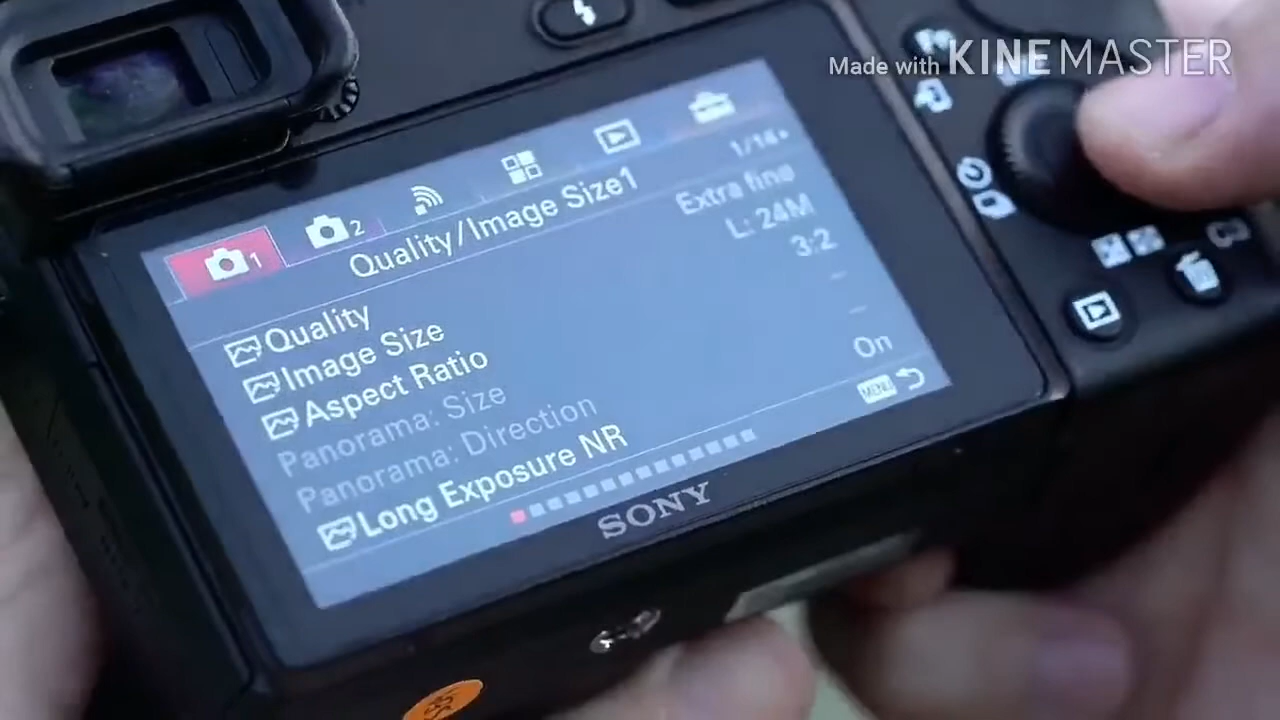 Made with KINEMASTER
1/14
Quality/Image Size1
Quality Extra fine
Image Size L: 24M
Aspect Ratio 3:2
Panorama: Size –
Panorama: Direction –
Long Exposure NR On
MENU
SONY
1
2
Fn